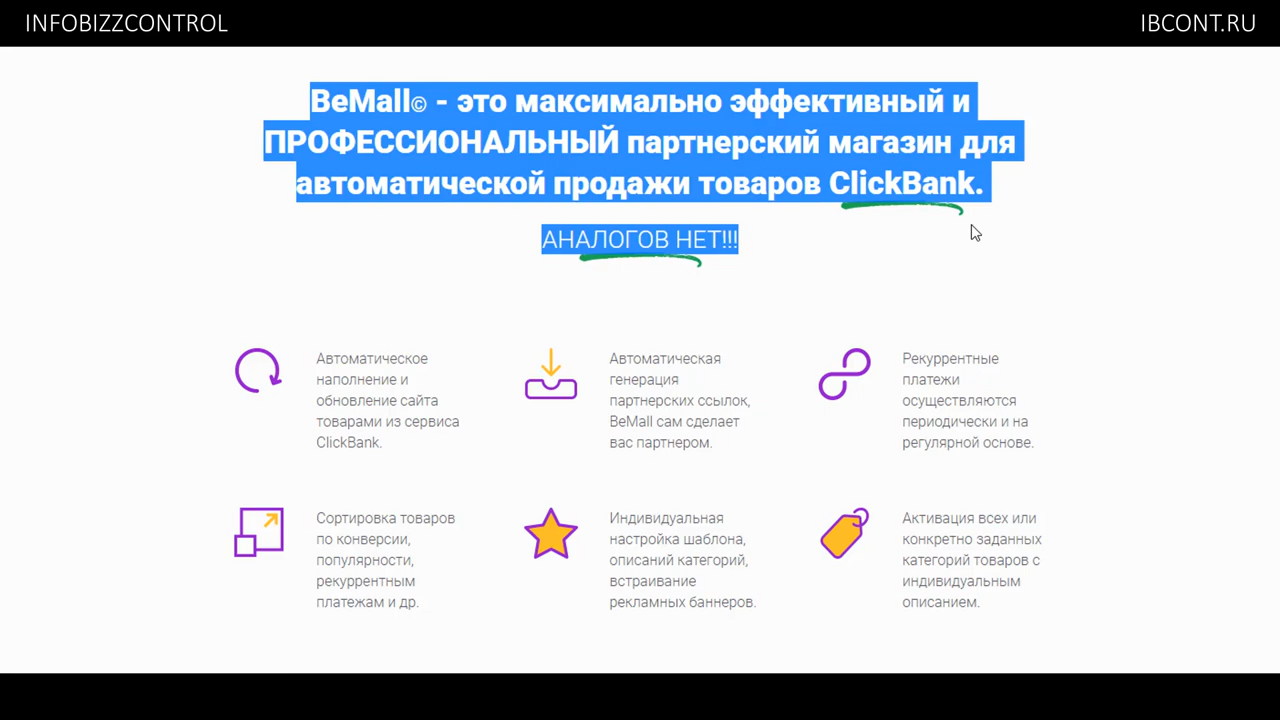 INFOBIZZCONTROL
IBCONT.RU
BeMall© - это максимально эффективный и
ПРОФЕССИОНАЛЬНЫЙ партнерский магазин для
автоматической продажи товаров ClickBank.
АНАЛОГОВ НЕТ!!!
Автоматическое
наполнение и
обновление сайта
товарами из сервиса
ClickBank.
Автоматическая
генерация
партнерских ссылок,
BeMall сам сделает
вас партнером.
Рекуррентные
платежи
осуществляются
периодически и на
регулярной основе.
Сортировка товаров
по конверсии,
популярности,
рекуррентным
платежам и др.
Индивидуальная
настройка шаблона,
описаний категорий,
встраивание
рекламных баннеров.
Активация всех или
конкретно заданных
категорий товаров с
индивидуальным
описанием.